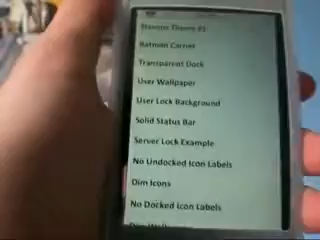 Batman Carrier
Transparent Dock
User Wallpaper
User Lock Background
Solid Status Bar
Server Lock Example
No Undocked Icon Labels
Dim Icons
No Docked Icon Labels